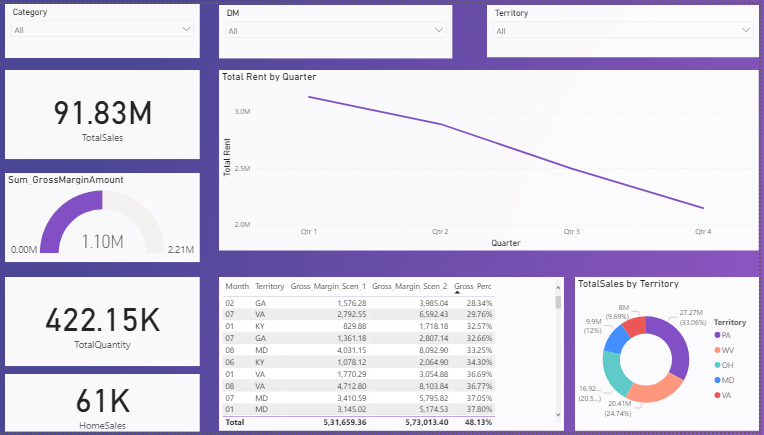 Category
All
DM
All
Territory
All
91.83M
TotalSales
Total Rent by Quarter
3.0M
2.5M
2.0M
Total Rent
Qtr 1 Qtr 2 Qtr 3 Qtr 4
Quarter
Sum_GrossMarginAmount
0.00M 1.10M 2.21M
422.15K
TotalQuantity
61K
HomeSales
Month Territory Gross_Margin_Scen_1 Gross_Margin_Scen_2 Gross_Perc
02 GA 1,576.28 3,985.04 28.34%
07 VA 2,792.55 6,592.43 29.76%
01 KY 829.88 1,718.18 32.57%
07 GA 1,361.18 2,807.14 32.66%
08 MD 4,031.15 8,092.90 33.25%
06 KY 1,078.12 2,064.90 34.30%
01 VA 1,770.29 3,054.88 36.69%
08 VA 4,712.80 8,103.84 36.77%
07 MD 3,410.59 5,795.82 37.05%
01 MD 3,145.02 5,174.53 37.80%
Total 5,31,659.36 5,73,013.40 48.13%
TotalSales by Territory
8M
(9.69%)
27.27M
(33.06%)
9.9M
(12%)
16.92...
(20.5...)
20.41M
(24.74%)
Territory
PA
WV
OH
MD
VA